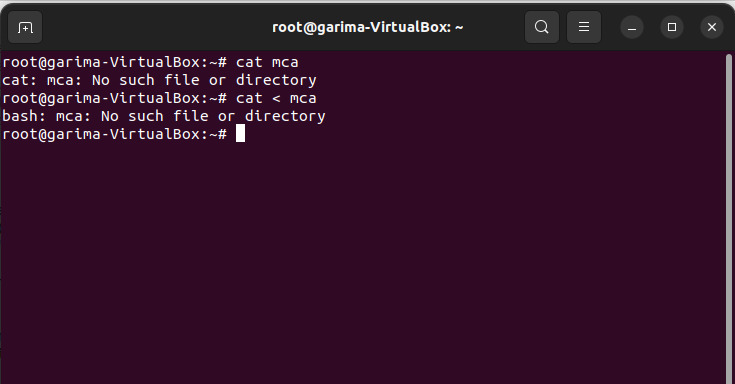 root@garima-VirtualBox: ~
root@garima-VirtualBox:~# cat mca
cat: mca: No such file or directory
root@garima-VirtualBox:~# cat < mca
bash: mca: No such file or directory
root@garima-VirtualBox:~#